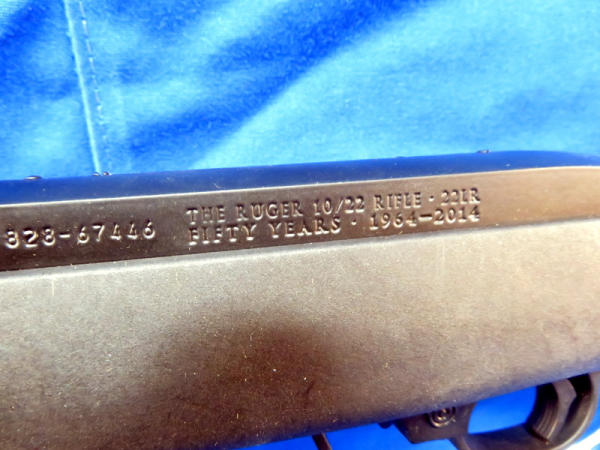 828-67446
THE RUGER 10/22 RIFLE · 22LR
FIFTY YEARS · 1964—2014